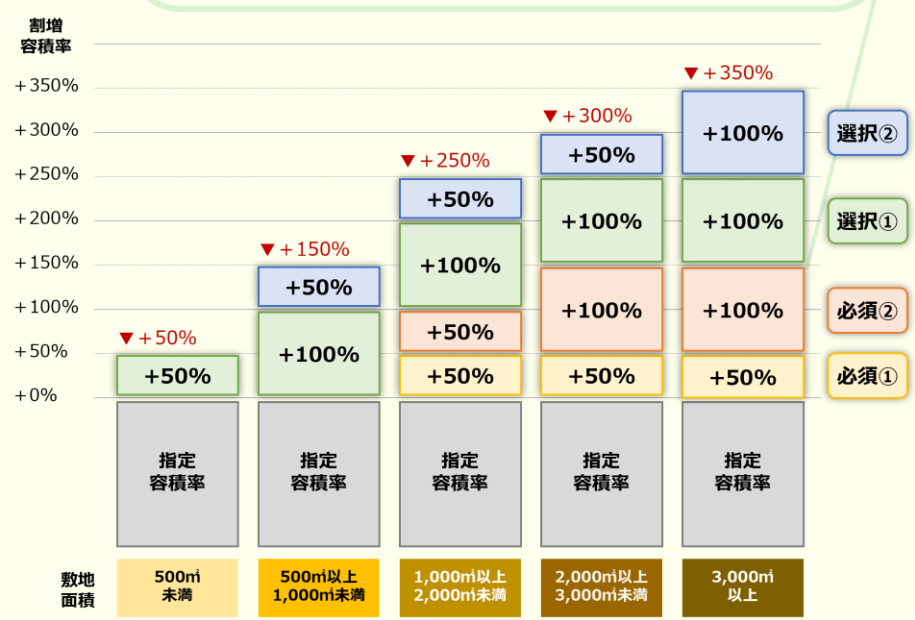 割増
容積率
+350%
+300%
+250%
+200%
+150%
+100%
+50%
+0%
▼+50%
+50%
▼+150%
+50%
+100%
▼+250%
+50%
+100%
+50%
+50%
▼+300%
+50%
+100%
+100%
+50%
▼+350%
+100%
+100%
+100%
+50%
選択②
選択①
必須②
必須①
指定
容積率
指定
容積率
指定
容積率
指定
容積率
指定
容積率
敷地
面積
500㎡
未満
500㎡以上
1,000㎡未満
1,000㎡以上
2,000㎡未満
2,000㎡以上
3,000㎡未満
3,000㎡
以上